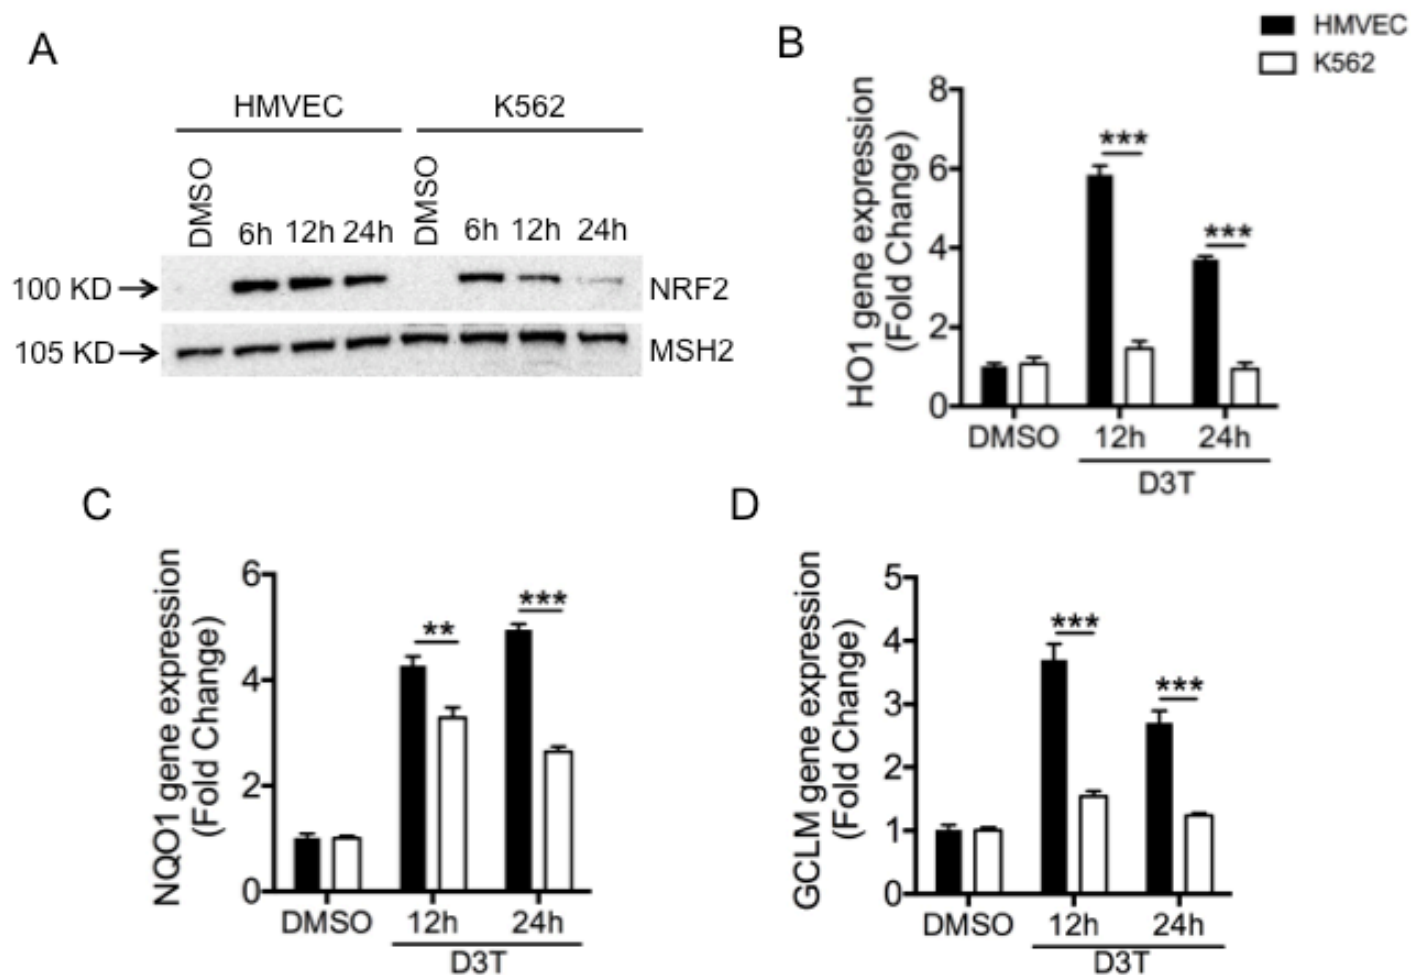 A
HMVEC K562
DMSO 6h 12h 24h DMSO 6h 12h 24h
100 KD NRF2
105 KD MSH2
B
HMVEC
K562
HO1 gene expression
(Fold Change)
8
6
4
2
0
***
***
DMSO 12h 24h
D3T
C
NQO1 gene expression
(Fold Change)
6
4
2
0
**
***
DMSO 12h 24h
D3T
D
GCLM gene expression
(Fold Change)
5
4
3
2
1
0
***
***
DMSO 12h 24h
D3T